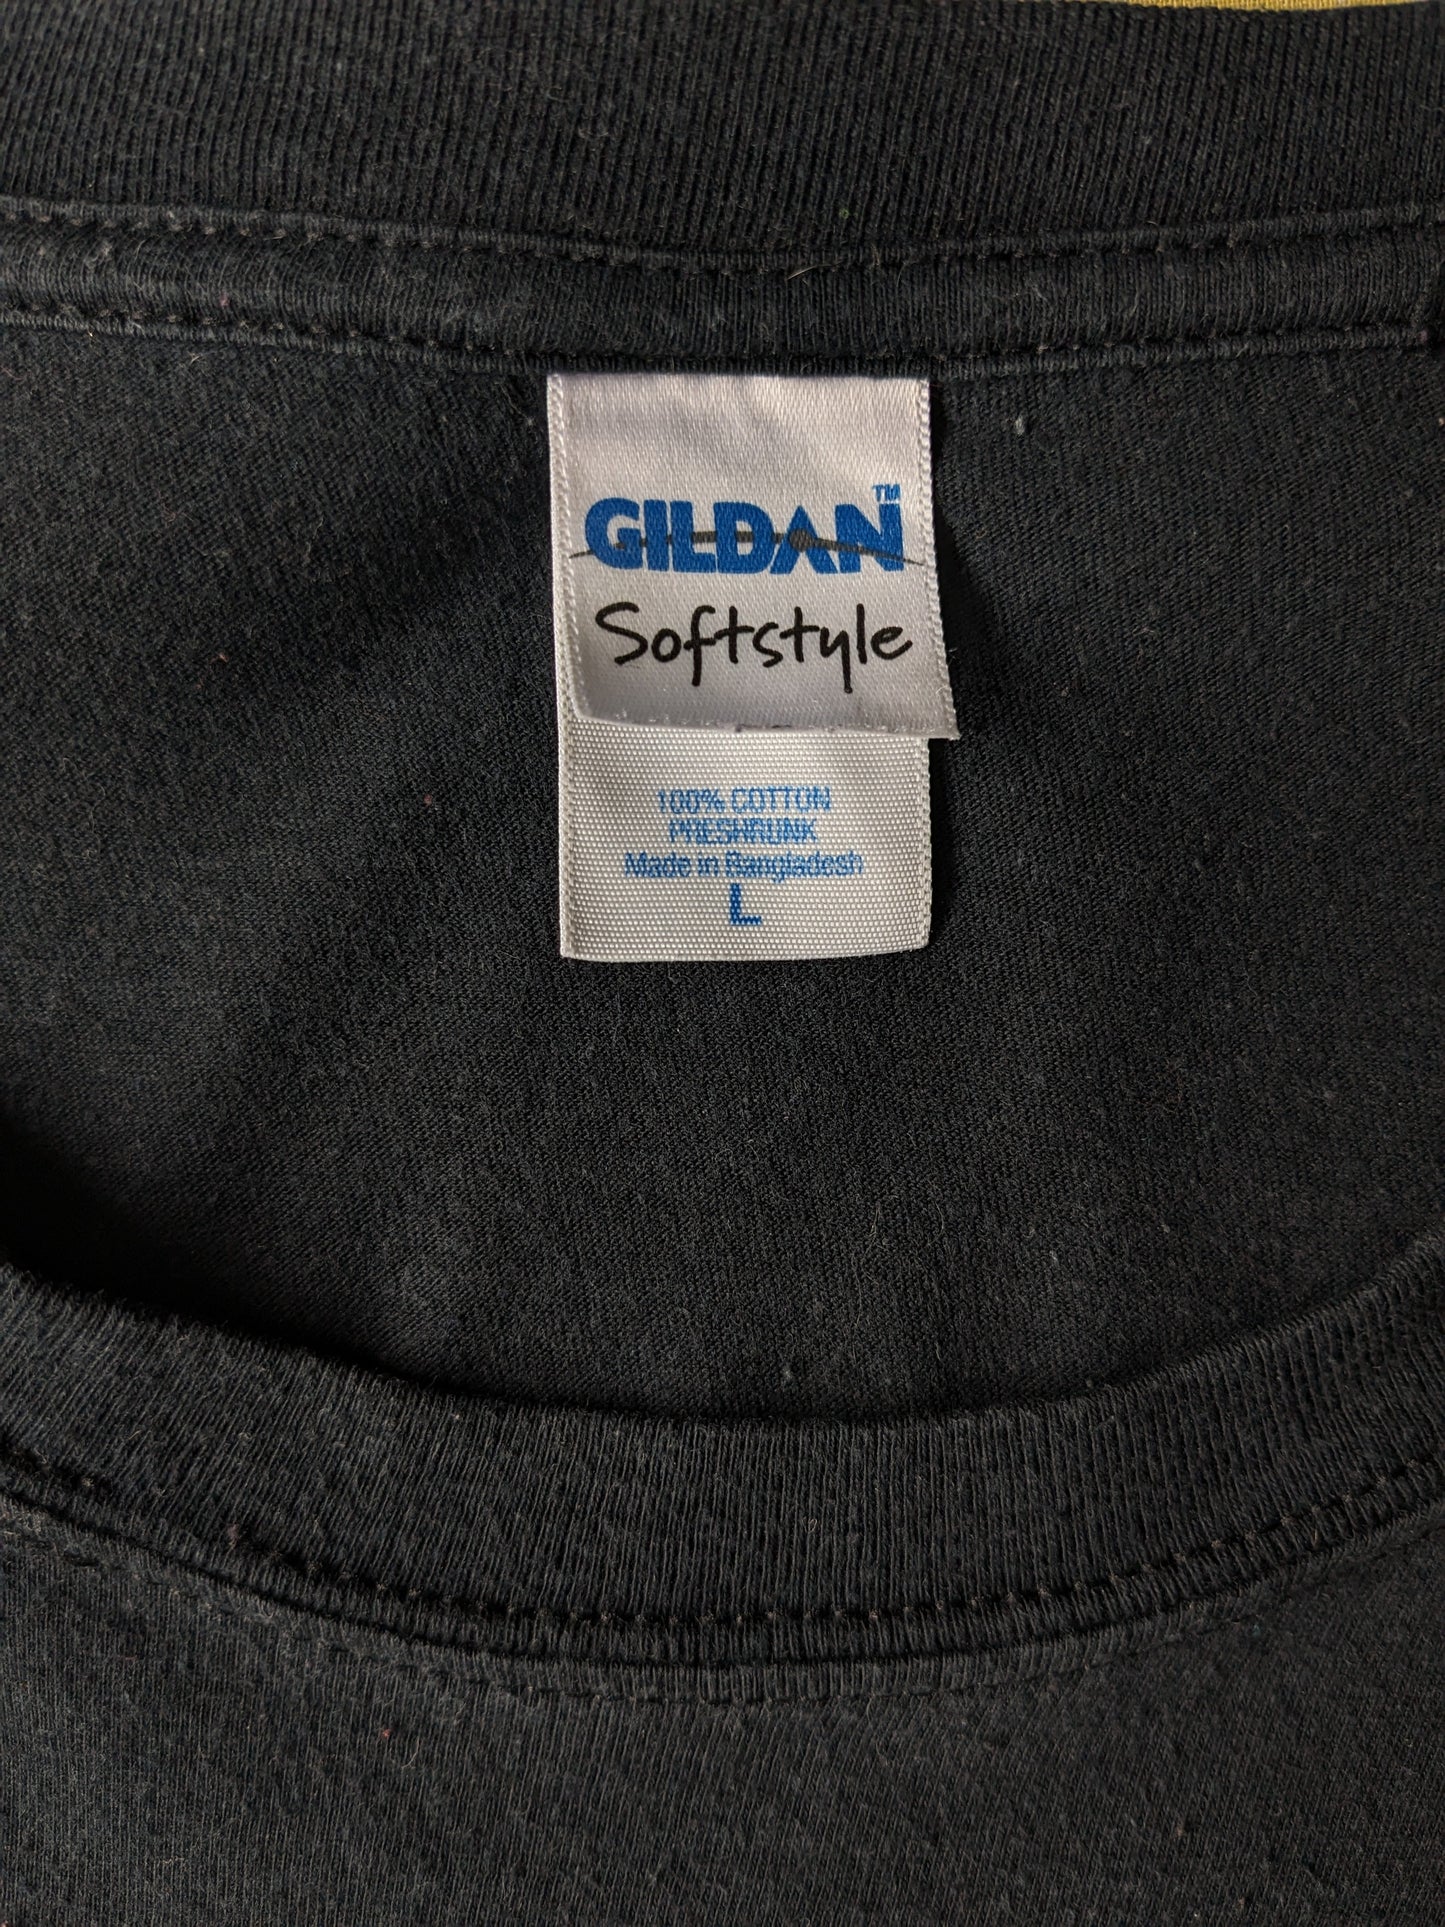 GILDAN™
Softstyle
100% COTTON
PRESHRUNK
Made in Bangladesh
L